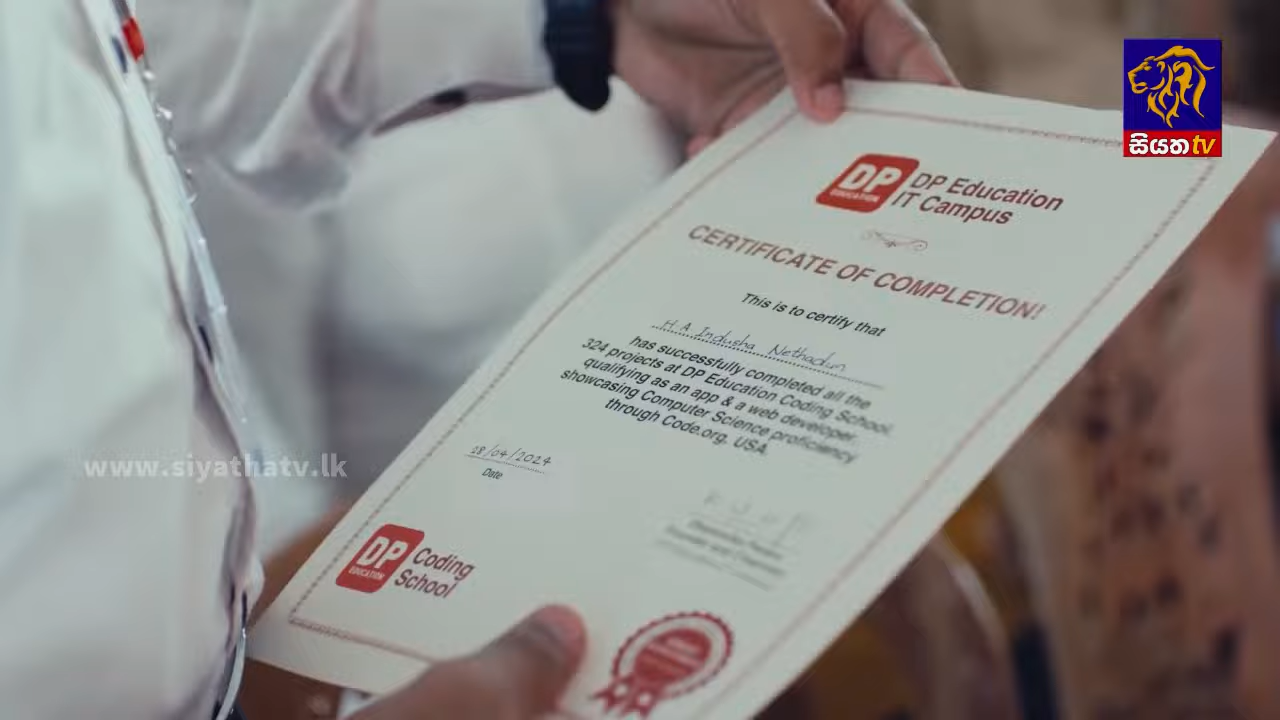 සියත tv
DP
EDUCATION
DP Education
IT Campus
CERTIFICATE OF COMPLETION!
This is to certify that
H. A Indusha Nethadun
has successfully completed all the
324 projects at DP Education Coding School.
qualifying as an app & a web developer.
showcasing Computer Science proficiency
through Code.org. USA
28/04/2024
Date
www.siyathatv.lk
DP
EDUCATION
Coding
School